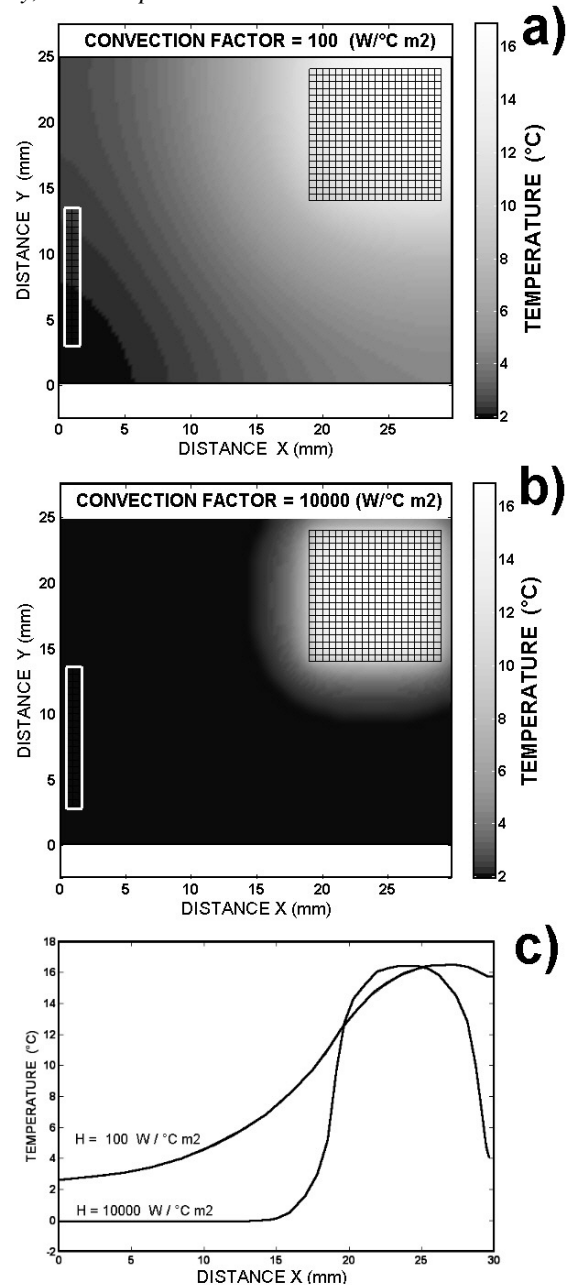 CONVECTION FACTOR = 100 (W/°C m2)
a)
25
20
15
10
5
0
DISTANCE Y (mm)
0 5 10 15 20 25
DISTANCE X (mm)
16
14
12
10
8
6
4
2
TEMPERATURE (°C)
CONVECTION FACTOR = 10000 (W/°C m2)
b)
25
20
15
10
5
0
DISTANCE Y (mm)
0 5 10 15 20 25
DISTANCE X (mm)
16
14
12
10
8
6
4
2
TEMPERATURE (°C)
c)
18
16
14
12
10
8
6
4
2
0
-2
TEMPERATURE (°C)
H = 100 W / °C m2
H = 10000 W / °C m2
0 5 10 15 20 25 30
DISTANCE X (mm)